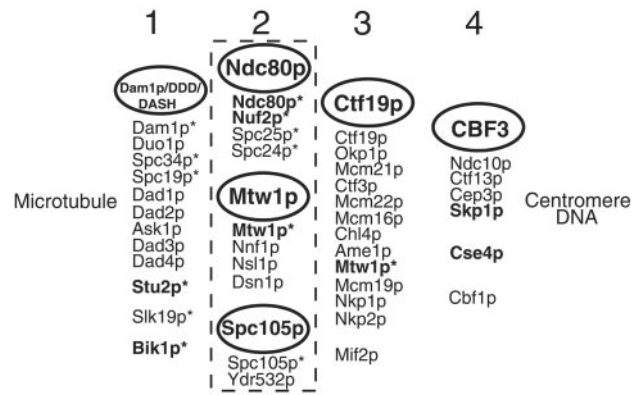 1
2
3
4
Microtubule
Dam1p/DDD/
DASH
Dam1p*
Duo1p
Spc34p*
Spc19p*
Dad1p
Dad2p
Ask1p
Dad3p
Dad4p
Stu2p*
Slk19p*
Bik1p*
Ndc80p
Ndc80p*
Nuf2p*
Spc25p*
Spc24p*
Mtw1p
Mtw1p*
Nnf1p
Nsl1p
Dsn1p
Spc105p
Spc105p*
Ydr532p
Ctf19p
Ctf19p
Okp1p
Mcm21p
Ctf3p
Mcm22p
Mcm16p
Chl4p
Ame1p
Mtw1p*
Mcm19p
Nkp1p
Nkp2p
Mif2p
CBF3
Ndc10p
Ctf13p
Cep3p
Skp1p
Cse4p
Cbf1p
Centromere
DNA